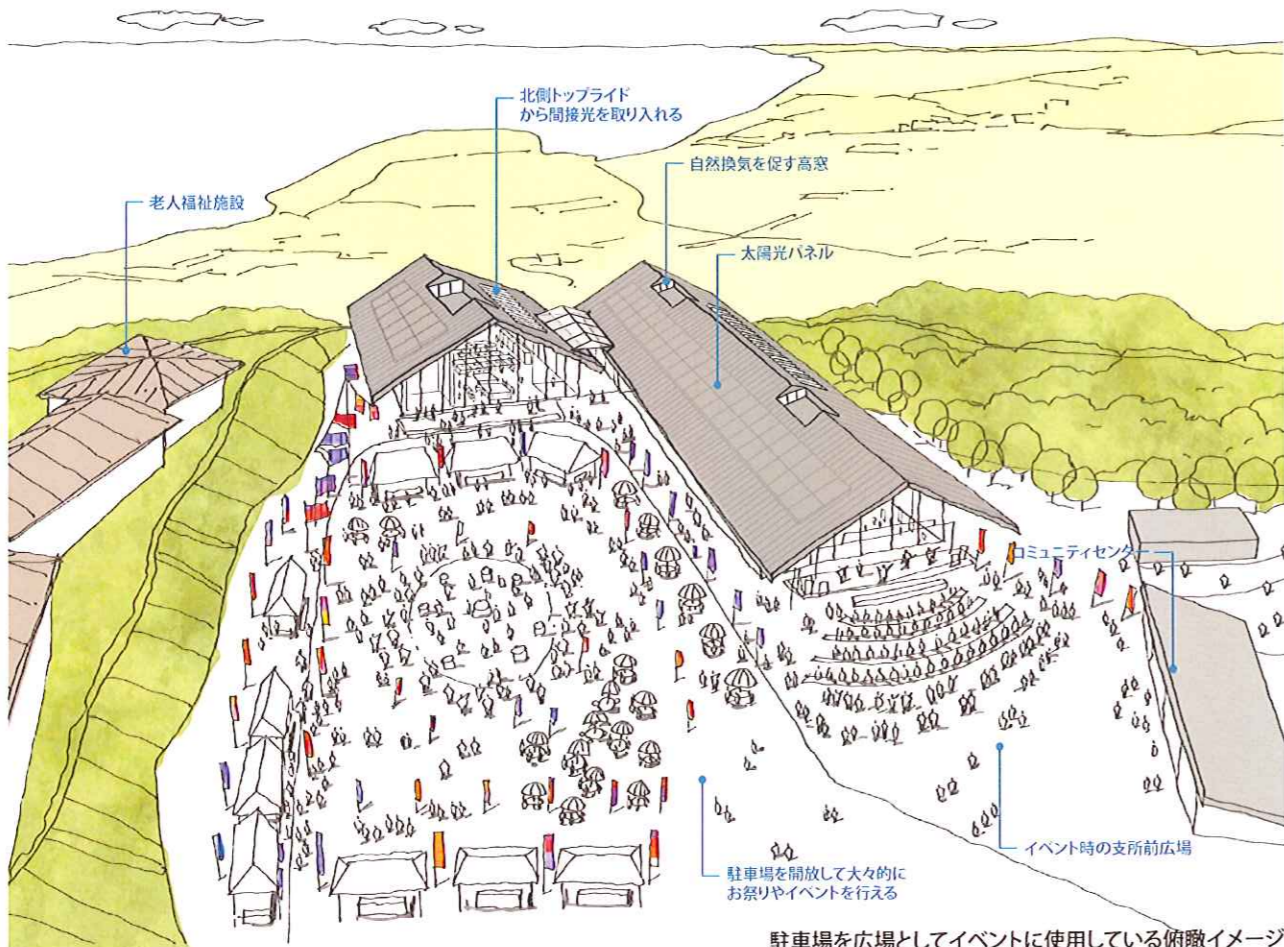 北側トップライド
から間接光を取り入れる
自然換気を促す高窓
老人福祉施設
太陽光パネル
コミュニティセンター
イベント時の支所前広場
駐車場を開放して大々的に
お祭りやイベントを行える
駐車場を広場としてイベントに使用している俯瞰イメージ